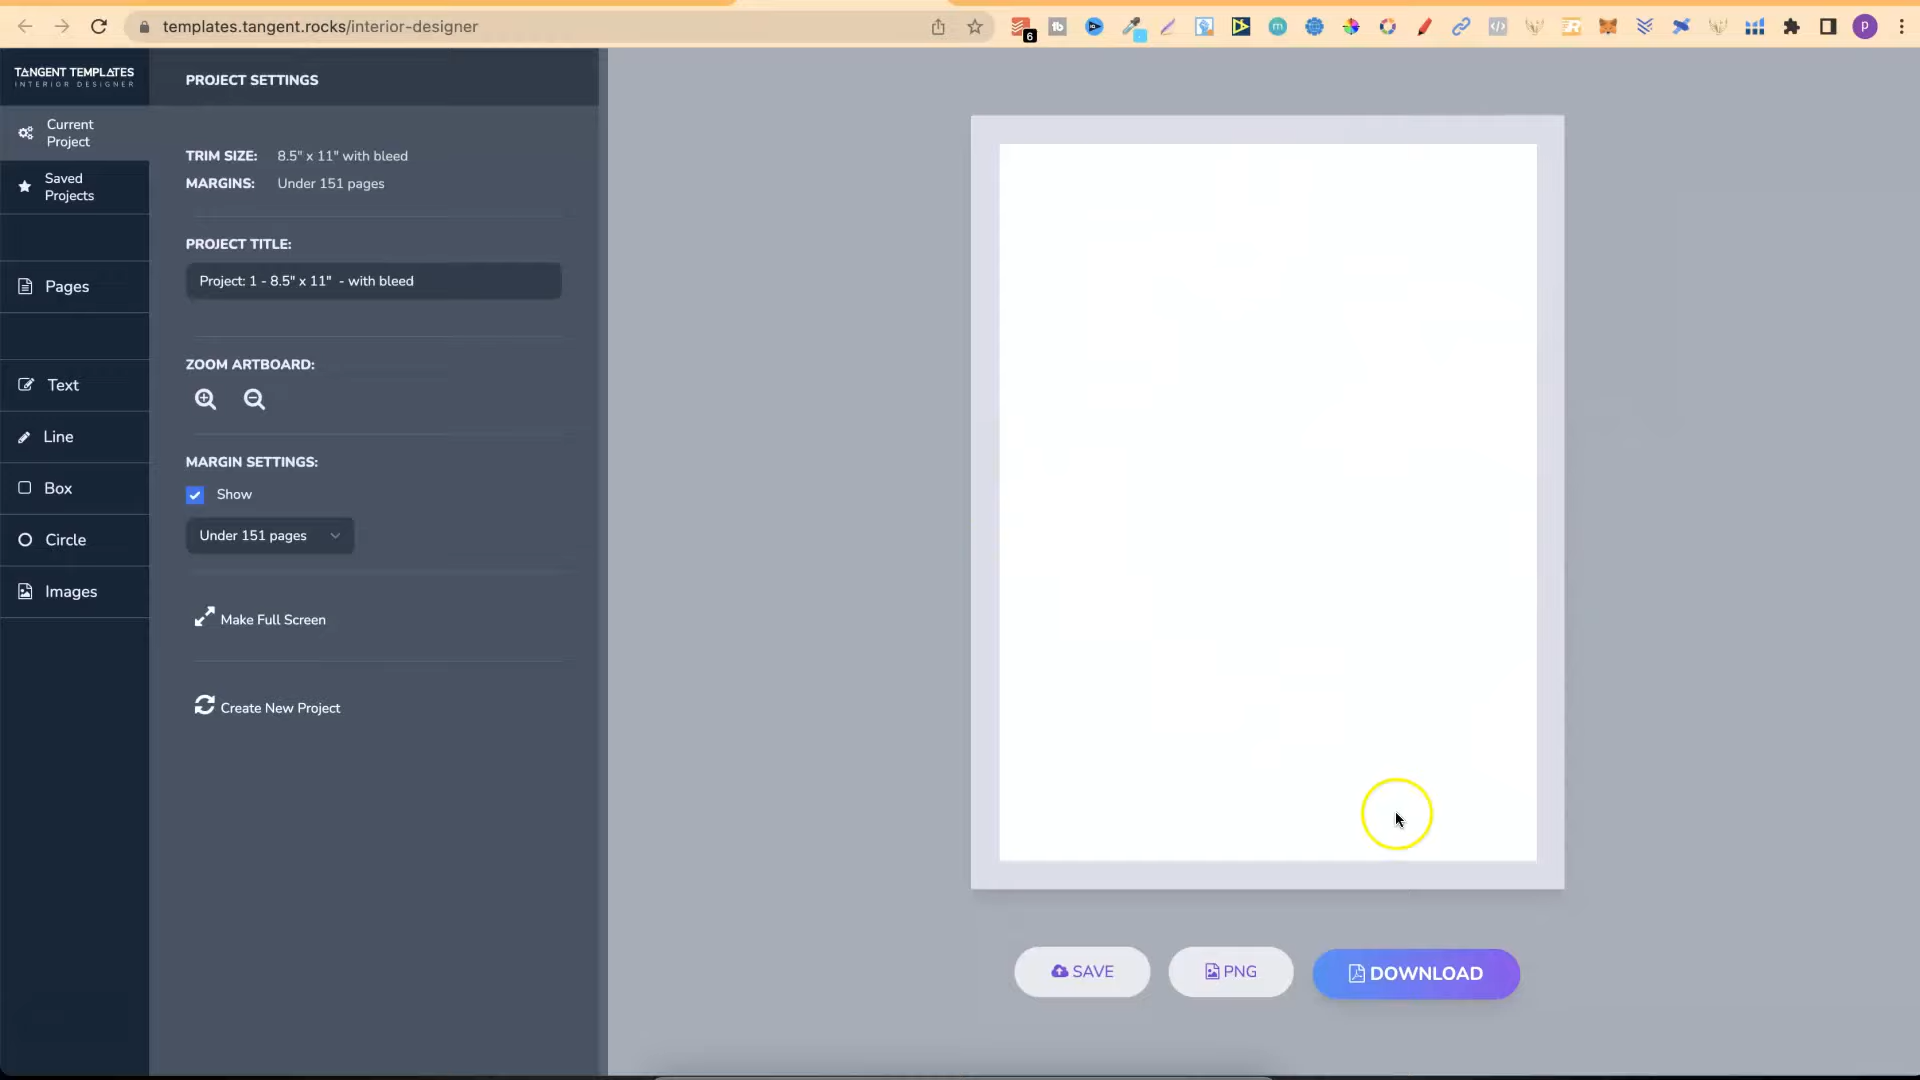 templates.tangent.rocks/interior-designer
6
tb
m
P
TANGENT TEMPLATES
INTERIOR DESIGNER
Current
Project
Saved
Projects
Pages
Text
Line
Box
Circle
Images
PROJECT SETTINGS
TRIM SIZE: 8.5" x 11" with bleed
MARGINS: Under 151 pages
PROJECT TITLE:
Project: 1 - 8.5" x 11"  - with bleed
ZOOM ARTBOARD:
MARGIN SETTINGS:
Show
Under 151 pages
Make Full Screen
Create New Project
SAVE
PNG
DOWNLOAD